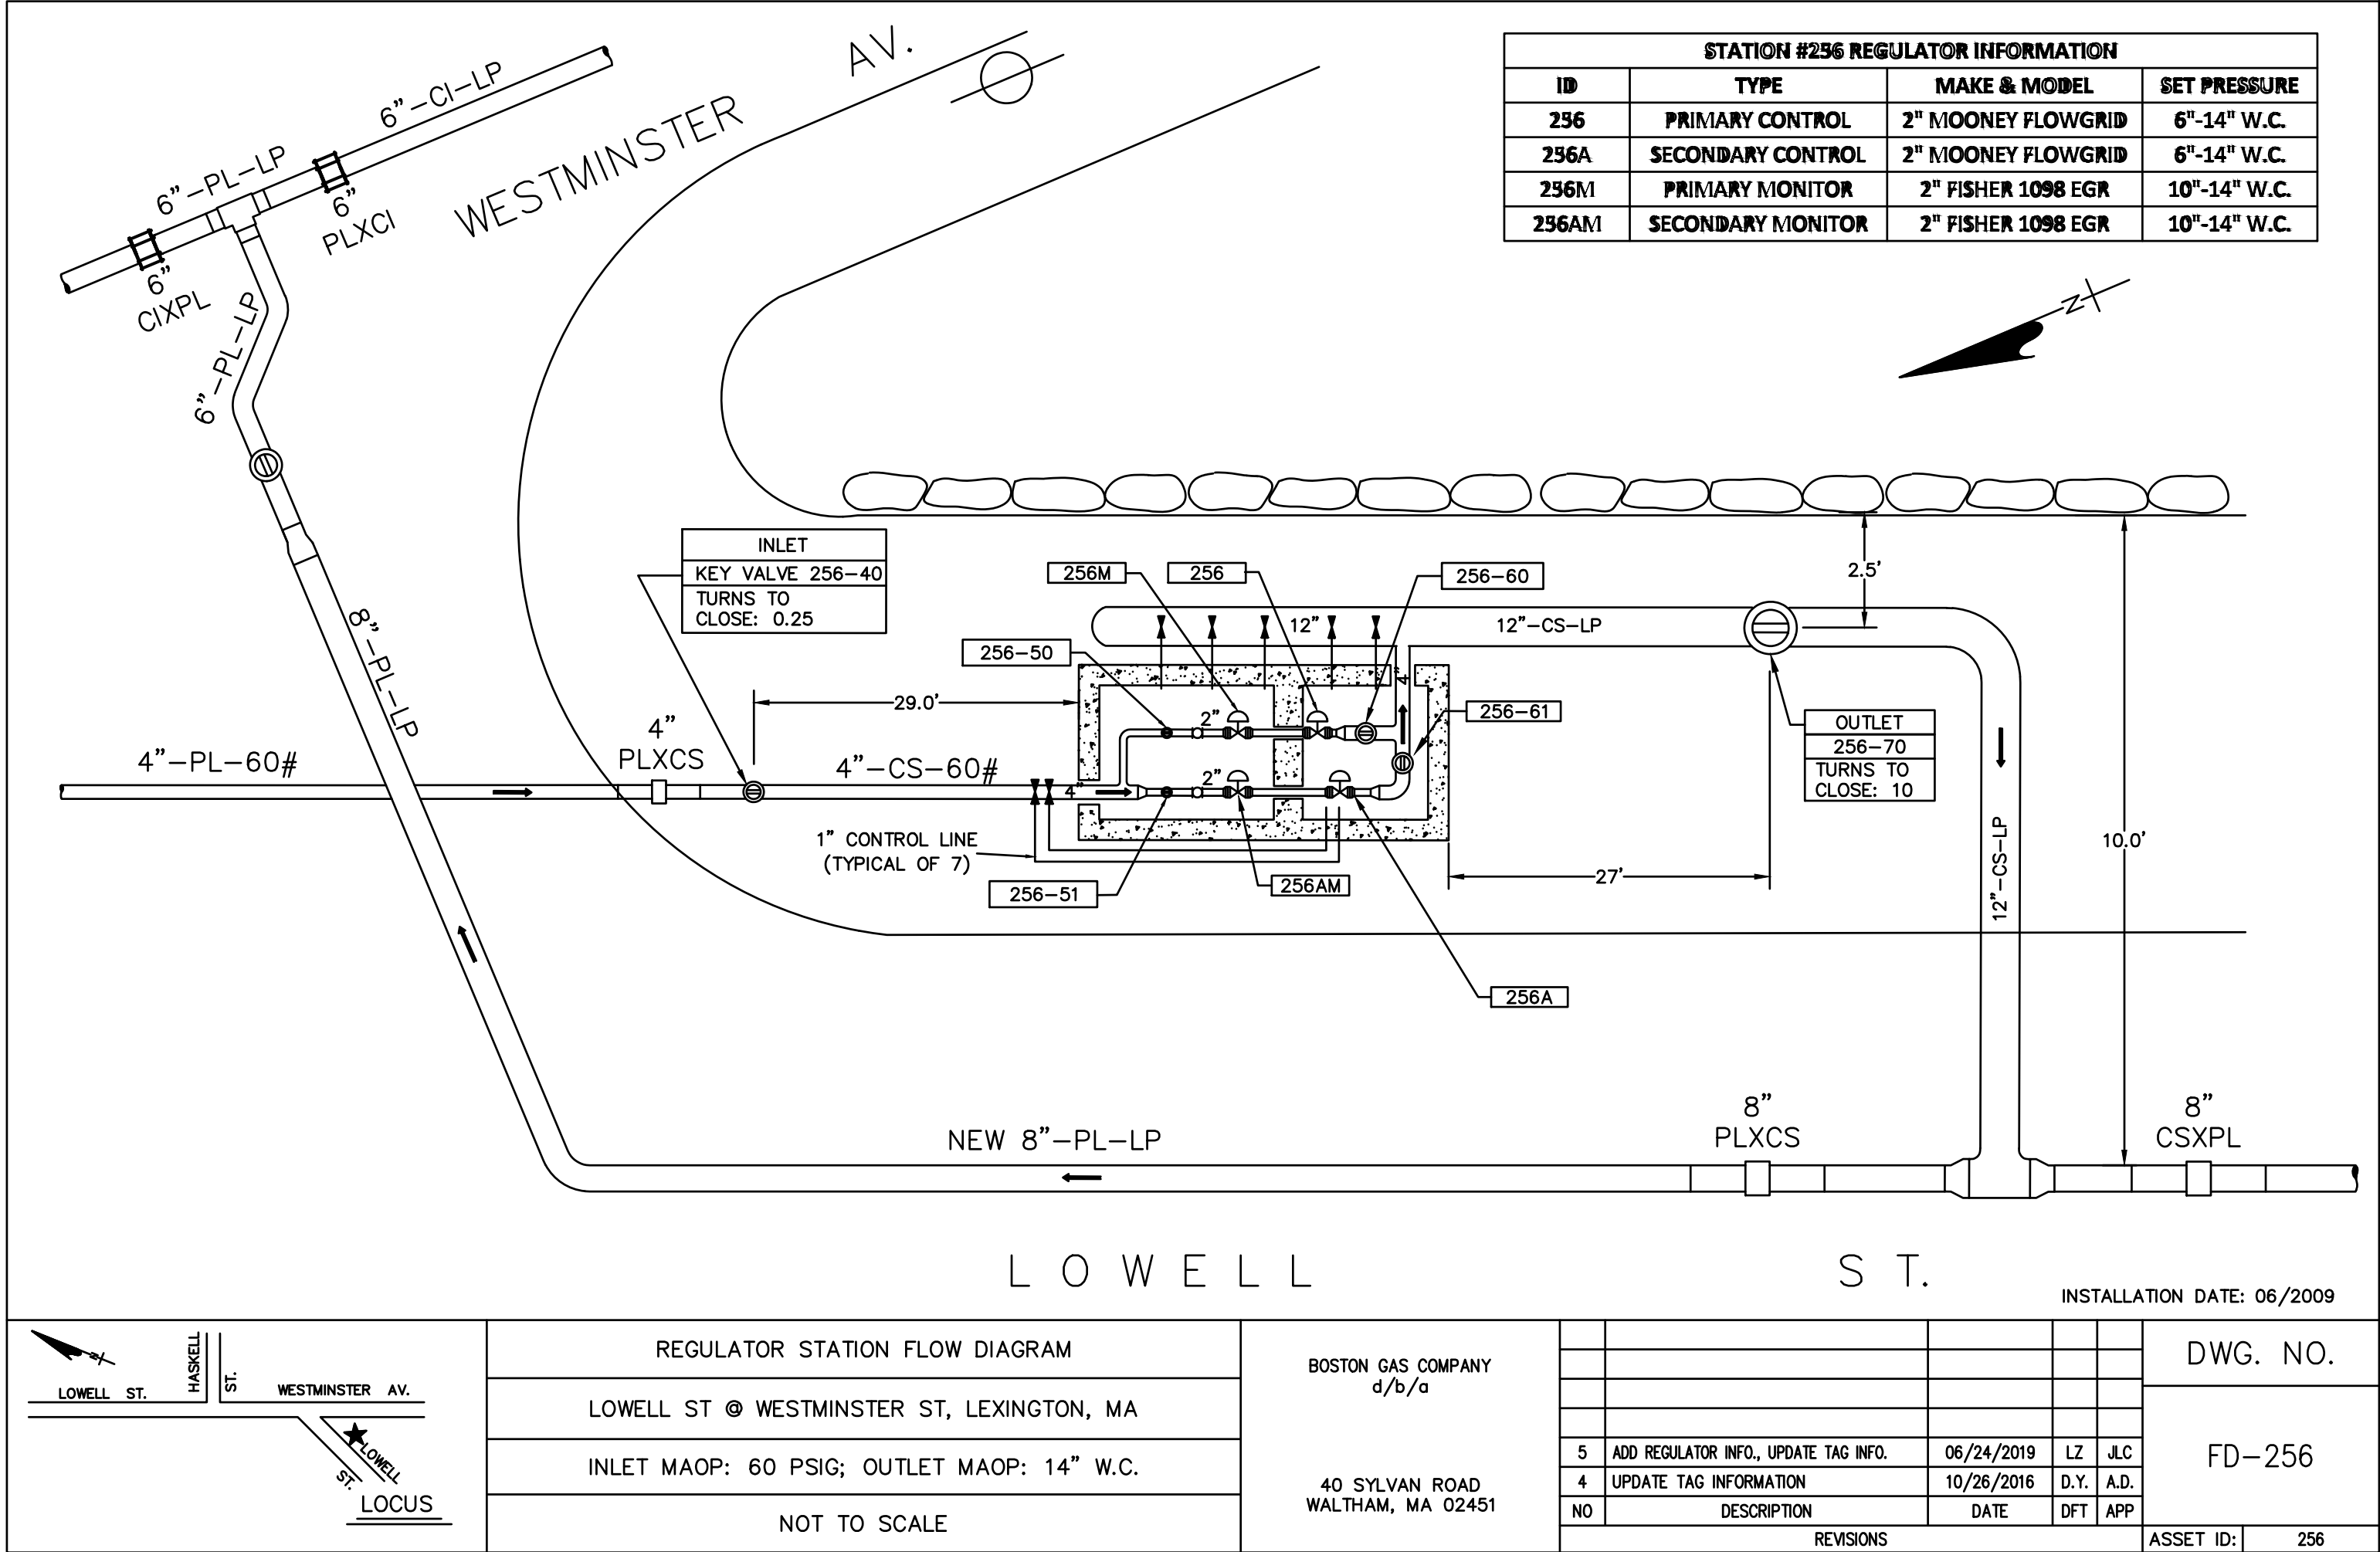 AV.
WESTMINSTER
6"-CI-LP
6"-PL-LP
6"
PLXCI
6"
CIXPL
6"-PL-LP
8"-PL-LP
STATION #256 REGULATOR INFORMATION
ID TYPE MAKE & MODEL SET PRESSURE
256 PRIMARY CONTROL 2" MOONEY FLOWGRID 6"-14" W.C.
256A SECONDARY CONTROL 2" MOONEY FLOWGRID 6"-14" W.C.
256M PRIMARY MONITOR 2" FISHER 1098 EGR 10"-14" W.C.
256AM SECONDARY MONITOR 2" FISHER 1098 EGR 10"-14" W.C.
N
INLET
KEY VALVE 256-40
TURNS TO
CLOSE: 0.25
256M
256
256-60
2.5'
12"
12"-CS-LP
256-50
4"
29.0'
2"
256-61
OUTLET
256-70
TURNS TO
CLOSE: 10
4"
PLXCS
4"-PL-60#
4"-CS-60#
4"
2"
1" CONTROL LINE
(TYPICAL OF 7)
256-51
256AM
27'
12"-CS-LP
10.0'
256A
NEW 8"-PL-LP
8"
PLXCS
8"
CSXPL
LOWELL ST.
INSTALLATION DATE: 06/2009
N
HASKELL
ST.
LOWELL ST.
WESTMINSTER AV.
LOWELL
ST.
LOCUS
REGULATOR STATION FLOW DIAGRAM
LOWELL ST @ WESTMINSTER ST, LEXINGTON, MA
INLET MAOP: 60 PSIG; OUTLET MAOP: 14" W.C.
NOT TO SCALE
BOSTON GAS COMPANY
d/b/a
40 SYLVAN ROAD
WALTHAM, MA 02451
5 ADD REGULATOR INFO., UPDATE TAG INFO. 06/24/2019 LZ JLC
4 UPDATE TAG INFORMATION 10/26/2016 D.Y. A.D.
NO DESCRIPTION DATE DFT APP
REVISIONS
DWG. NO.
FD-256
ASSET ID: 256